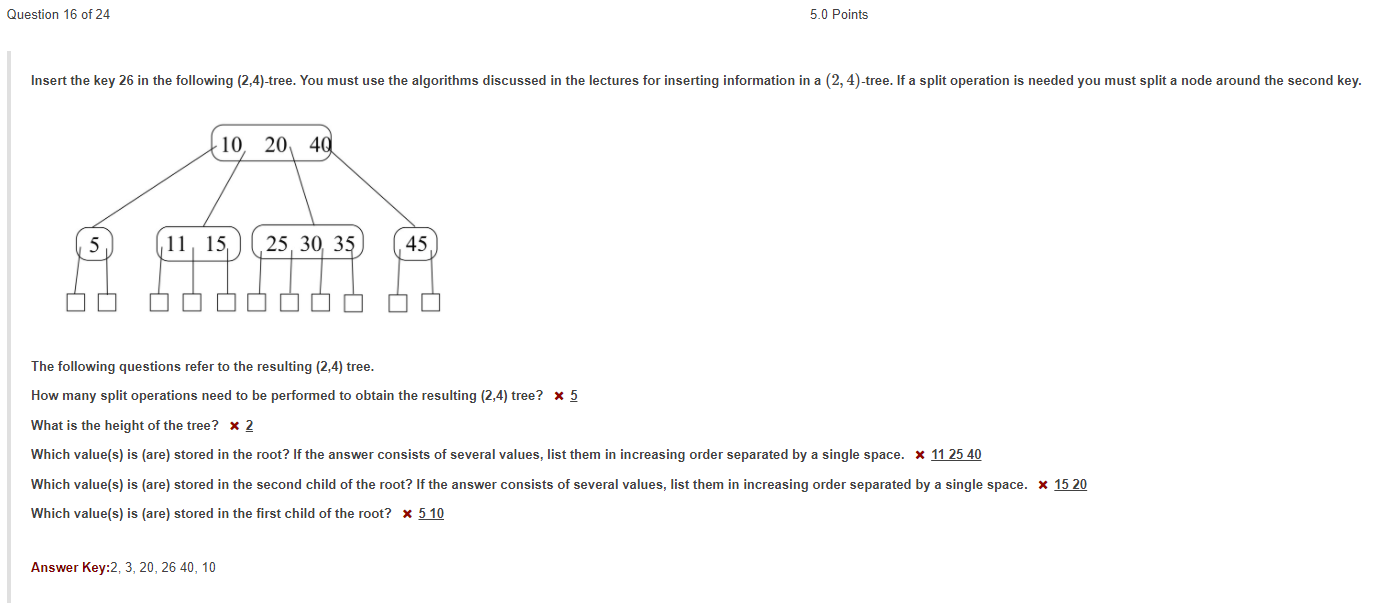 Question 16 of 24 5.0 Points
Insert the key 26 in the following (2,4)-tree. You must use the algorithms discussed in the lectures for inserting information in a (2, 4)-tree. If a split operation is needed you must split a node around the second key.
10 20 40
5 11 15 25 30 35 45
The following questions refer to the resulting (2,4) tree.
How many split operations need to be performed to obtain the resulting (2,4) tree? ✖ 5
What is the height of the tree? ✖ 2
Which value(s) is (are) stored in the root? If the answer consists of several values, list them in increasing order separated by a single space. ✖ 11 25 40
Which value(s) is (are) stored in the second child of the root? If the answer consists of several values, list them in increasing order separated by a single space. ✖ 15 20
Which value(s) is (are) stored in the first child of the root? ✖ 5 10
Answer Key:2, 3, 20, 26 40, 10